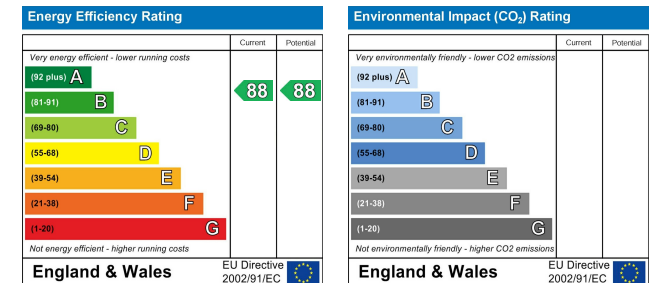 Energy Efficiency Rating
Current Potential
Very energy efficient - lower running costs
(92 plus) A
(81-91) B
88 88
(69-80) C
(55-68) D
(39-54) E
(21-38) F
(1-20) G
Not energy efficient - higher running costs
England & Wales
EU Directive
2002/91/EC
Environmental Impact (CO₂) Rating
Current Potential
Very environmentally friendly - lower CO2 emissions
(92 plus) A
(81-91) B
(69-80) C
(55-68) D
(39-54) E
(21-38) F
(1-20) G
Not environmentally friendly - higher CO2 emissions
England & Wales
EU Directive
2002/91/EC